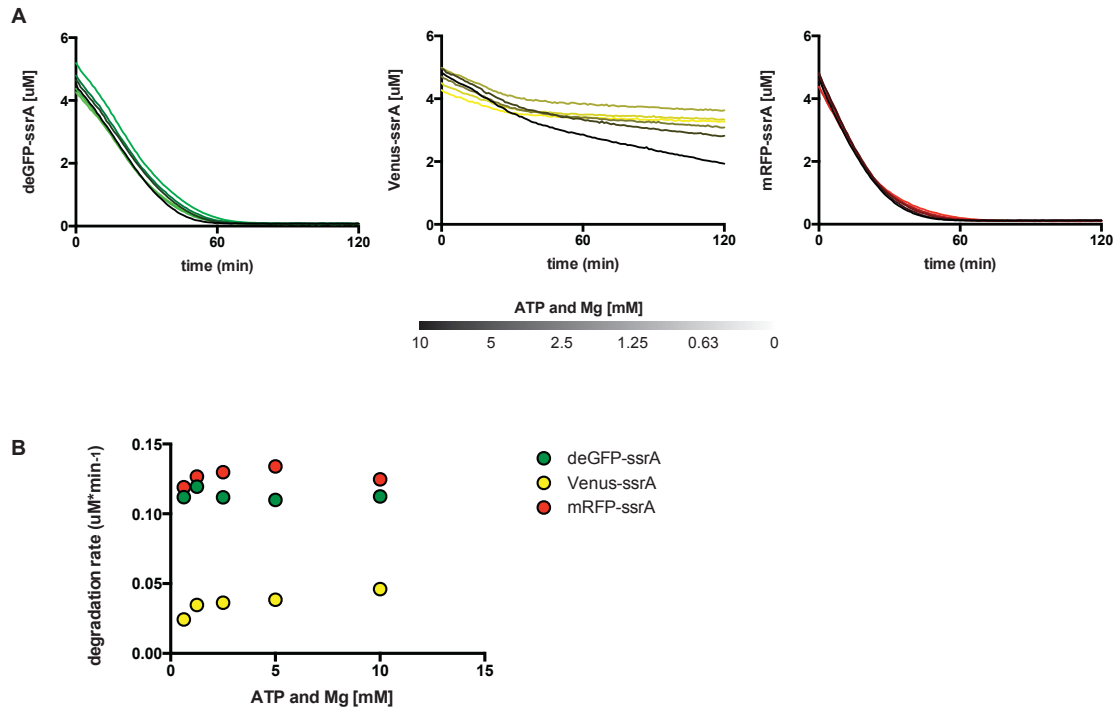 A
6
4
2
0
deGFP-ssrA [uM]
0 60 120
time (min)
6
4
2
0
Venus-ssrA [uM]
0 60 120
time (min)
6
4
2
0
mRFP-ssrA [uM]
0 60 120
time (min)
ATP and Mg [mM]
10 5 2.5 1.25 0.63 0
B
0.15
0.10
0.05
0.00
degradation rate (uM*min-1)
0 5 10 15
ATP and Mg [mM]
deGFP-ssrA
Venus-ssrA
mRFP-ssrA